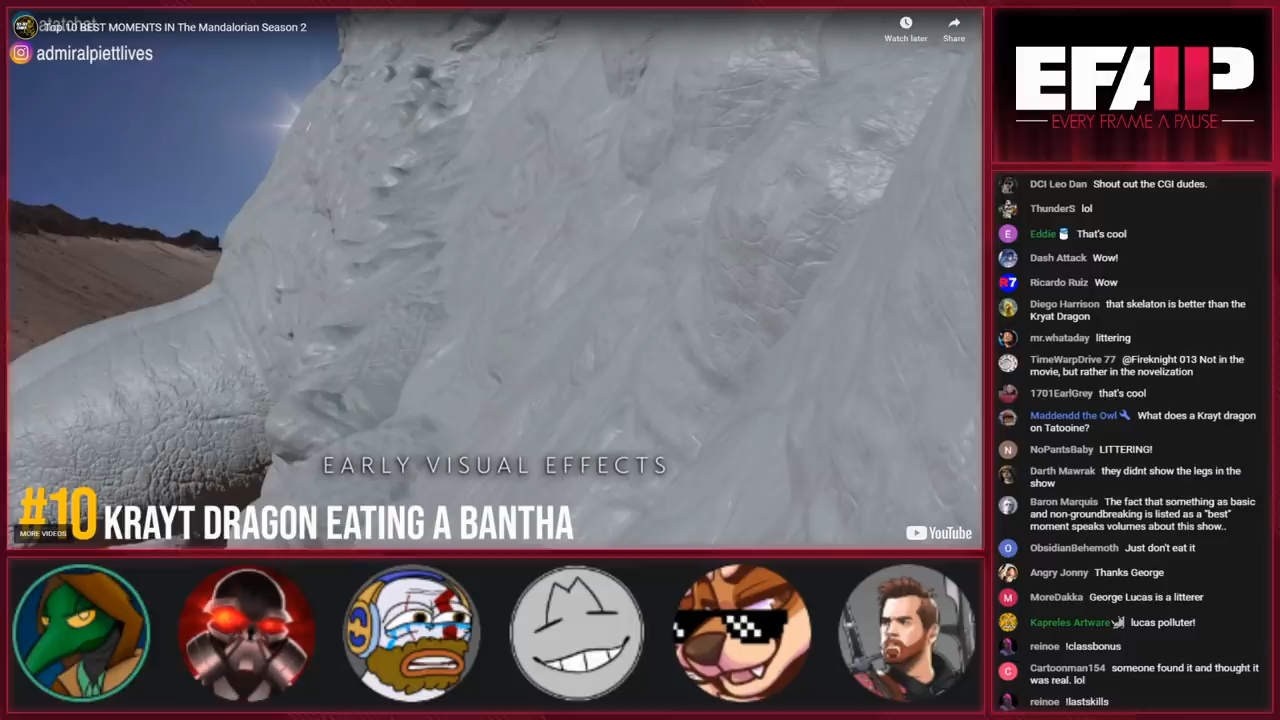 Top 10 BEST MOMENTS IN The Mandalorian Season 2
Watch later
Share
admiralpiettlives
EARLY VISUAL EFFECTS
#10 KRAYT DRAGON EATING A BANTHA
MORE VIDEOS
YouTube
EFAP
EVERY FRAME A PAUSE
DCI Leo Dan Shout out the CGI dudes.
ThunderS lol
E Eddie That's cool
Dash Attack Wow!
R7 Ricardo Ruiz Wow
Diego Harrison that skelaton is better than the
Kryat Dragon
mr.whataday littering
TimeWarpDrive 77 @Fireknight 013 Not in the
movie, but rather in the novelization
1701EarlGrey that's cool
Maddendd the Owl What does a Krayt dragon
on Tatooine?
N NoPantsBaby LITTERING!
Darth Mawrak they didnt show the legs in the
show
Baron Marquis The fact that something as basic
and non-groundbreaking is listed as a "best"
moment speaks volumes about this show..
O ObsidianBehemoth Just don't eat it
Angry Jonny Thanks George
M MoreDakka George Lucas is a litterer
Kapreles Artware lucas polluter!
reinoe !classbonus
C Cartoonman154 someone found it and thought it
was real. lol
reinoe !lastskills